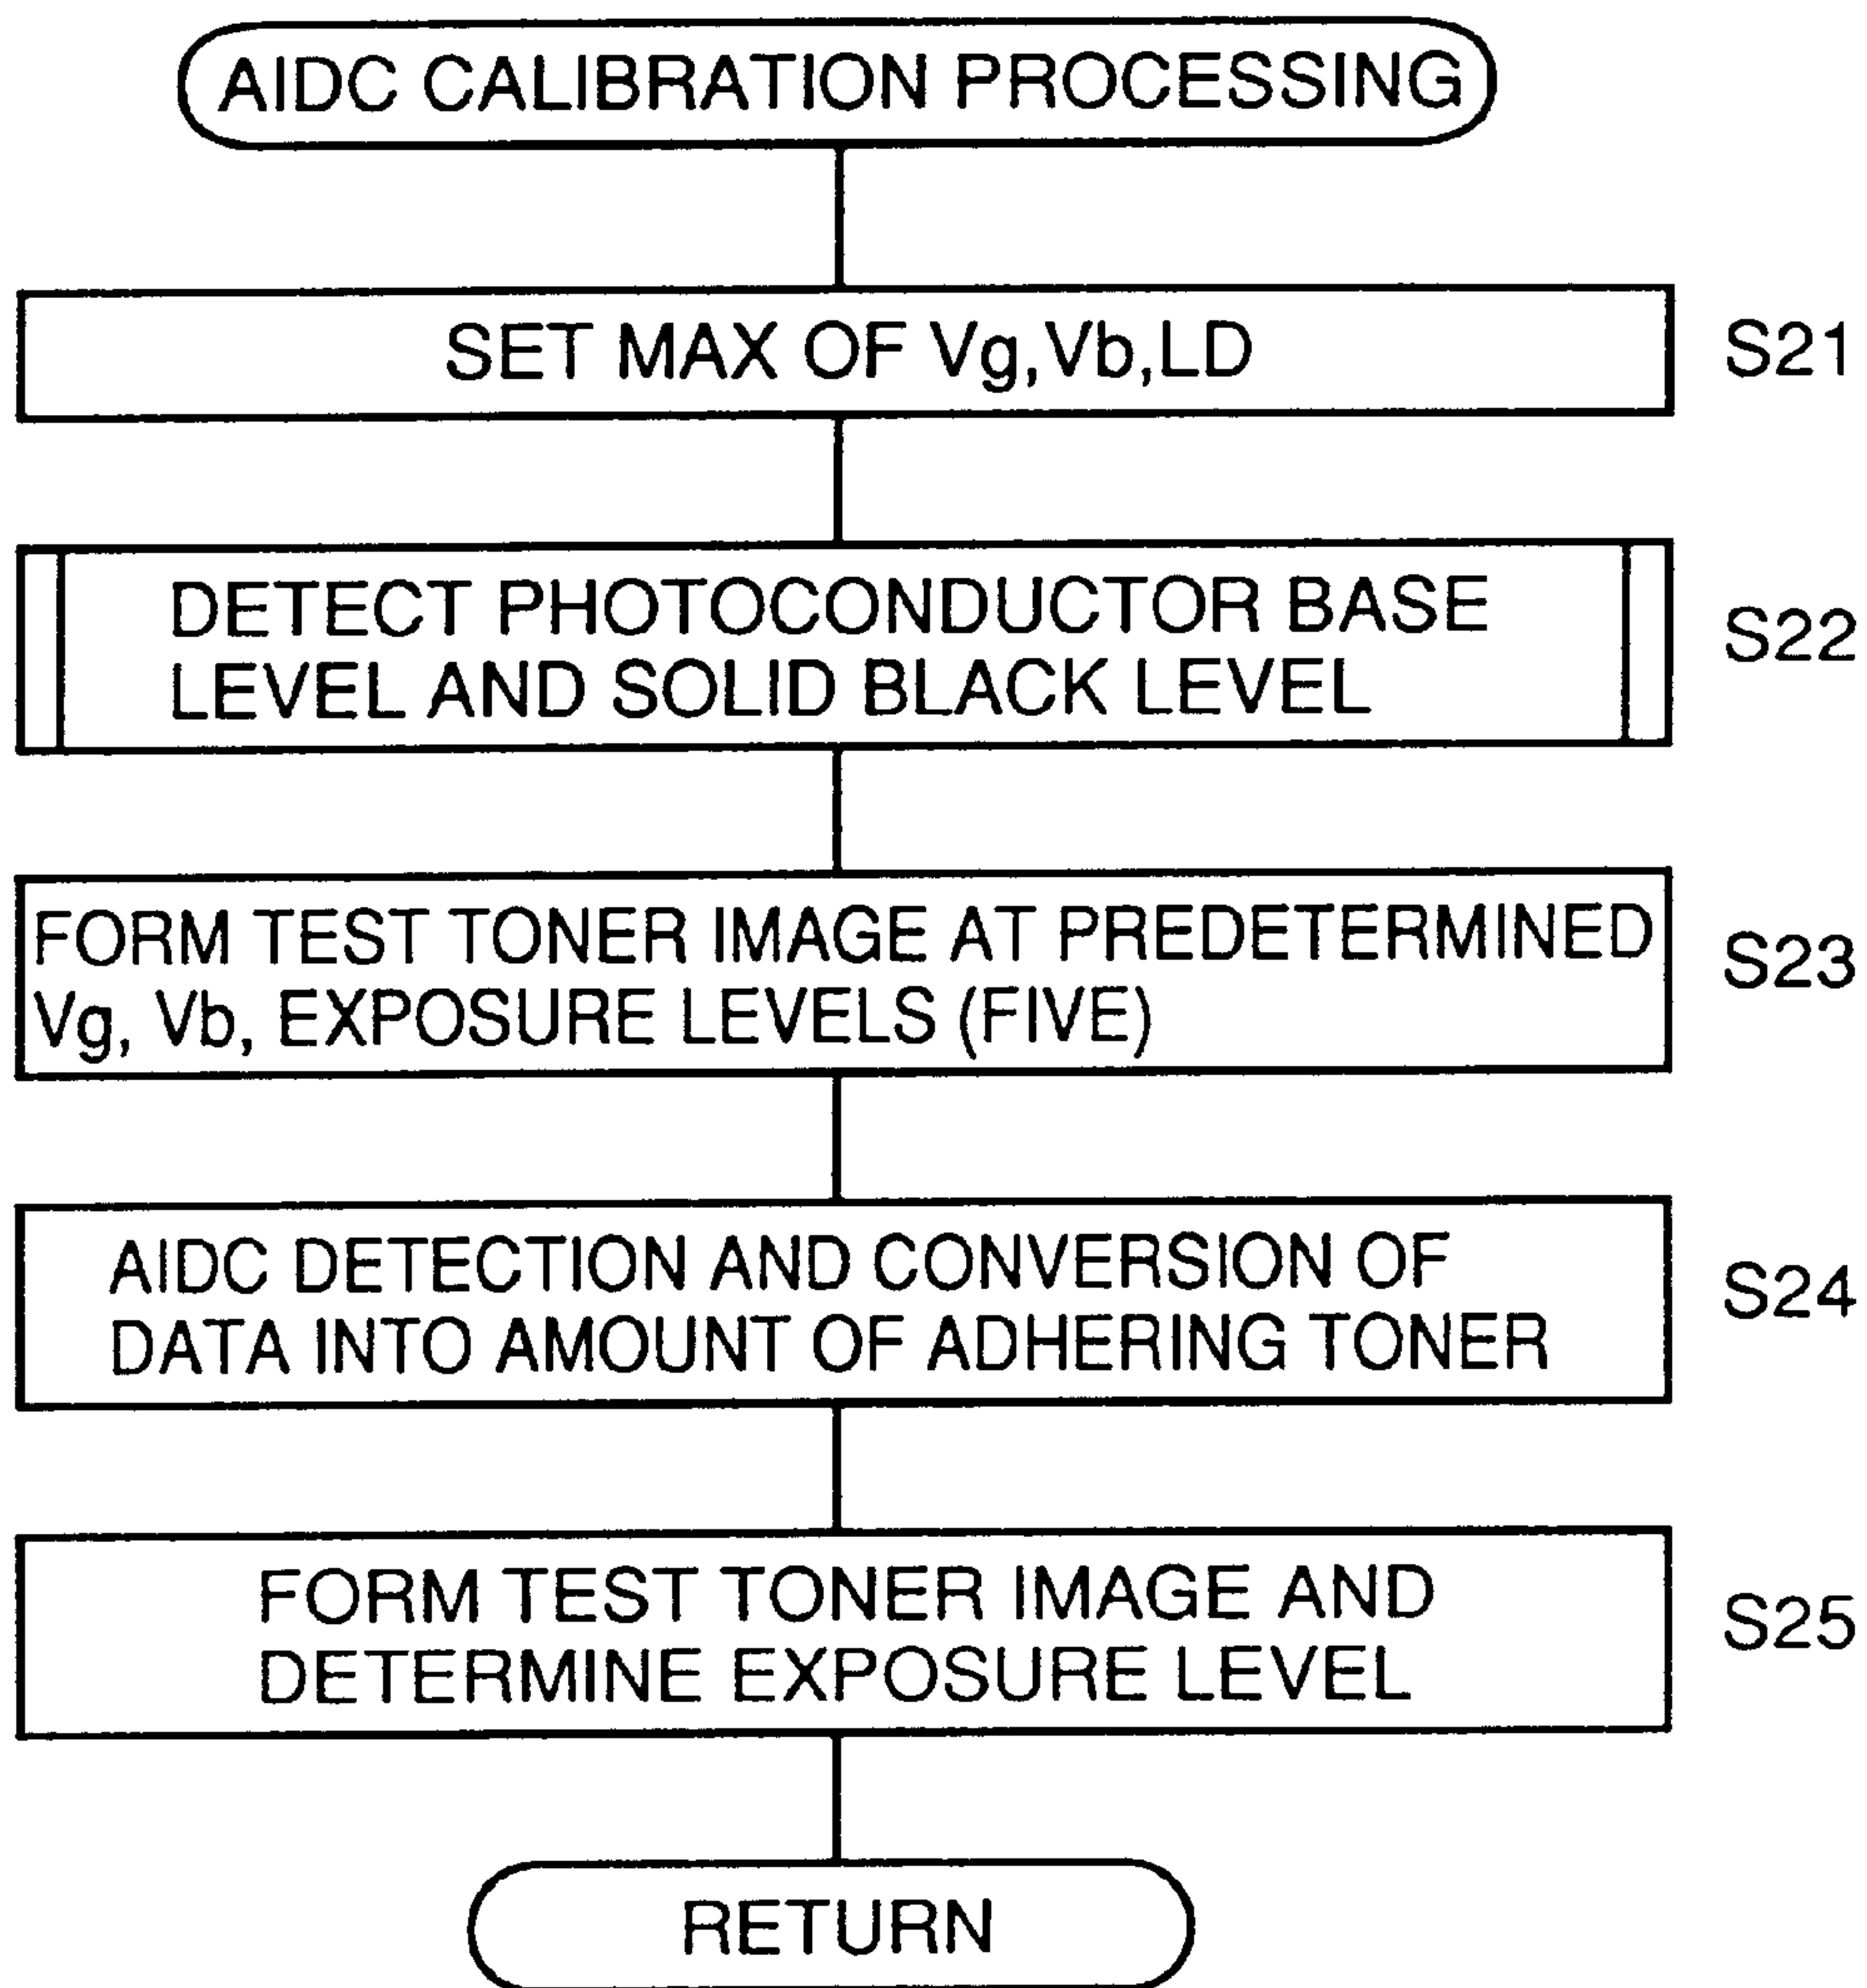 AIDC CALIBRATION PROCESSING
SET MAX OF Vg,Vb,LD
S21
DETECT PHOTOCONDUCTOR BASE
LEVEL AND SOLID BLACK LEVEL
S22
FORM TEST TONER IMAGE AT PREDETERMINED
Vg, Vb, EXPOSURE LEVELS (FIVE)
S23
AIDC DETECTION AND CONVERSION OF
DATA INTO AMOUNT OF ADHERING TONER
S24
FORM TEST TONER IMAGE AND
DETERMINE EXPOSURE LEVEL
S25
RETURN